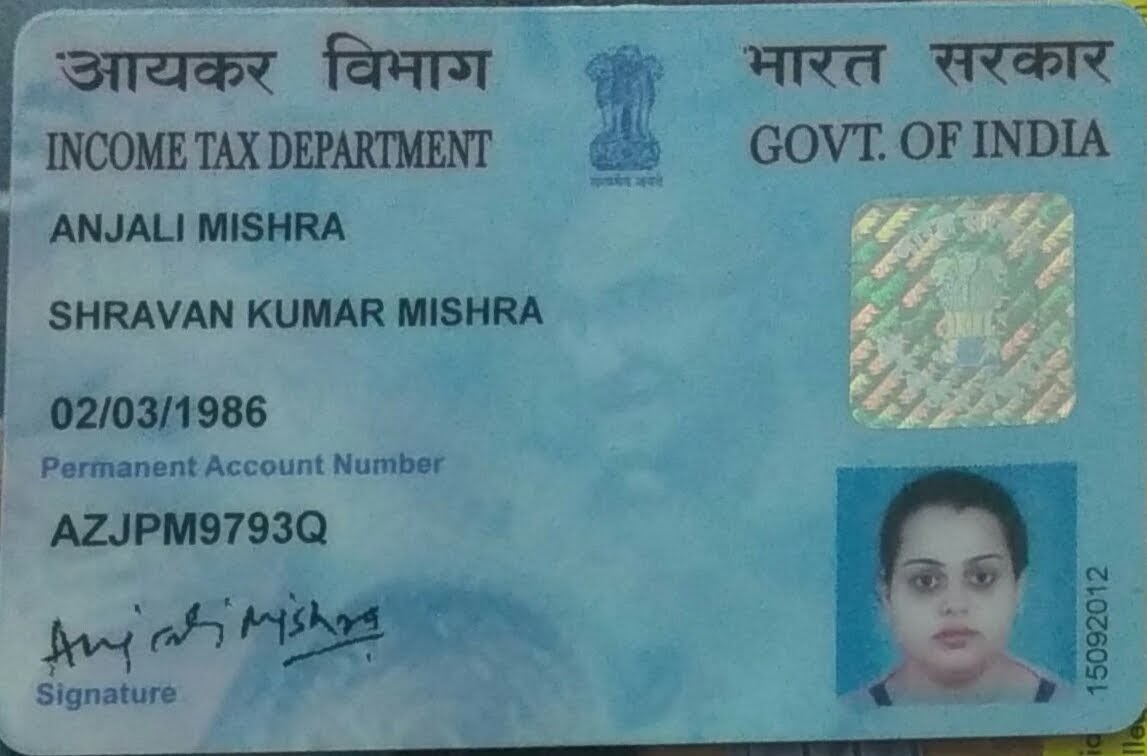 आयकर विभाग
INCOME TAX DEPARTMENT
सत्यमेव जयते
भारत सरकार
GOVT. OF INDIA
ANJALI MISHRA
SHRAVAN KUMAR MISHRA
02/03/1986
Permanent Account Number
AZJPM9793Q
Anjali Mishra
Signature
15092012